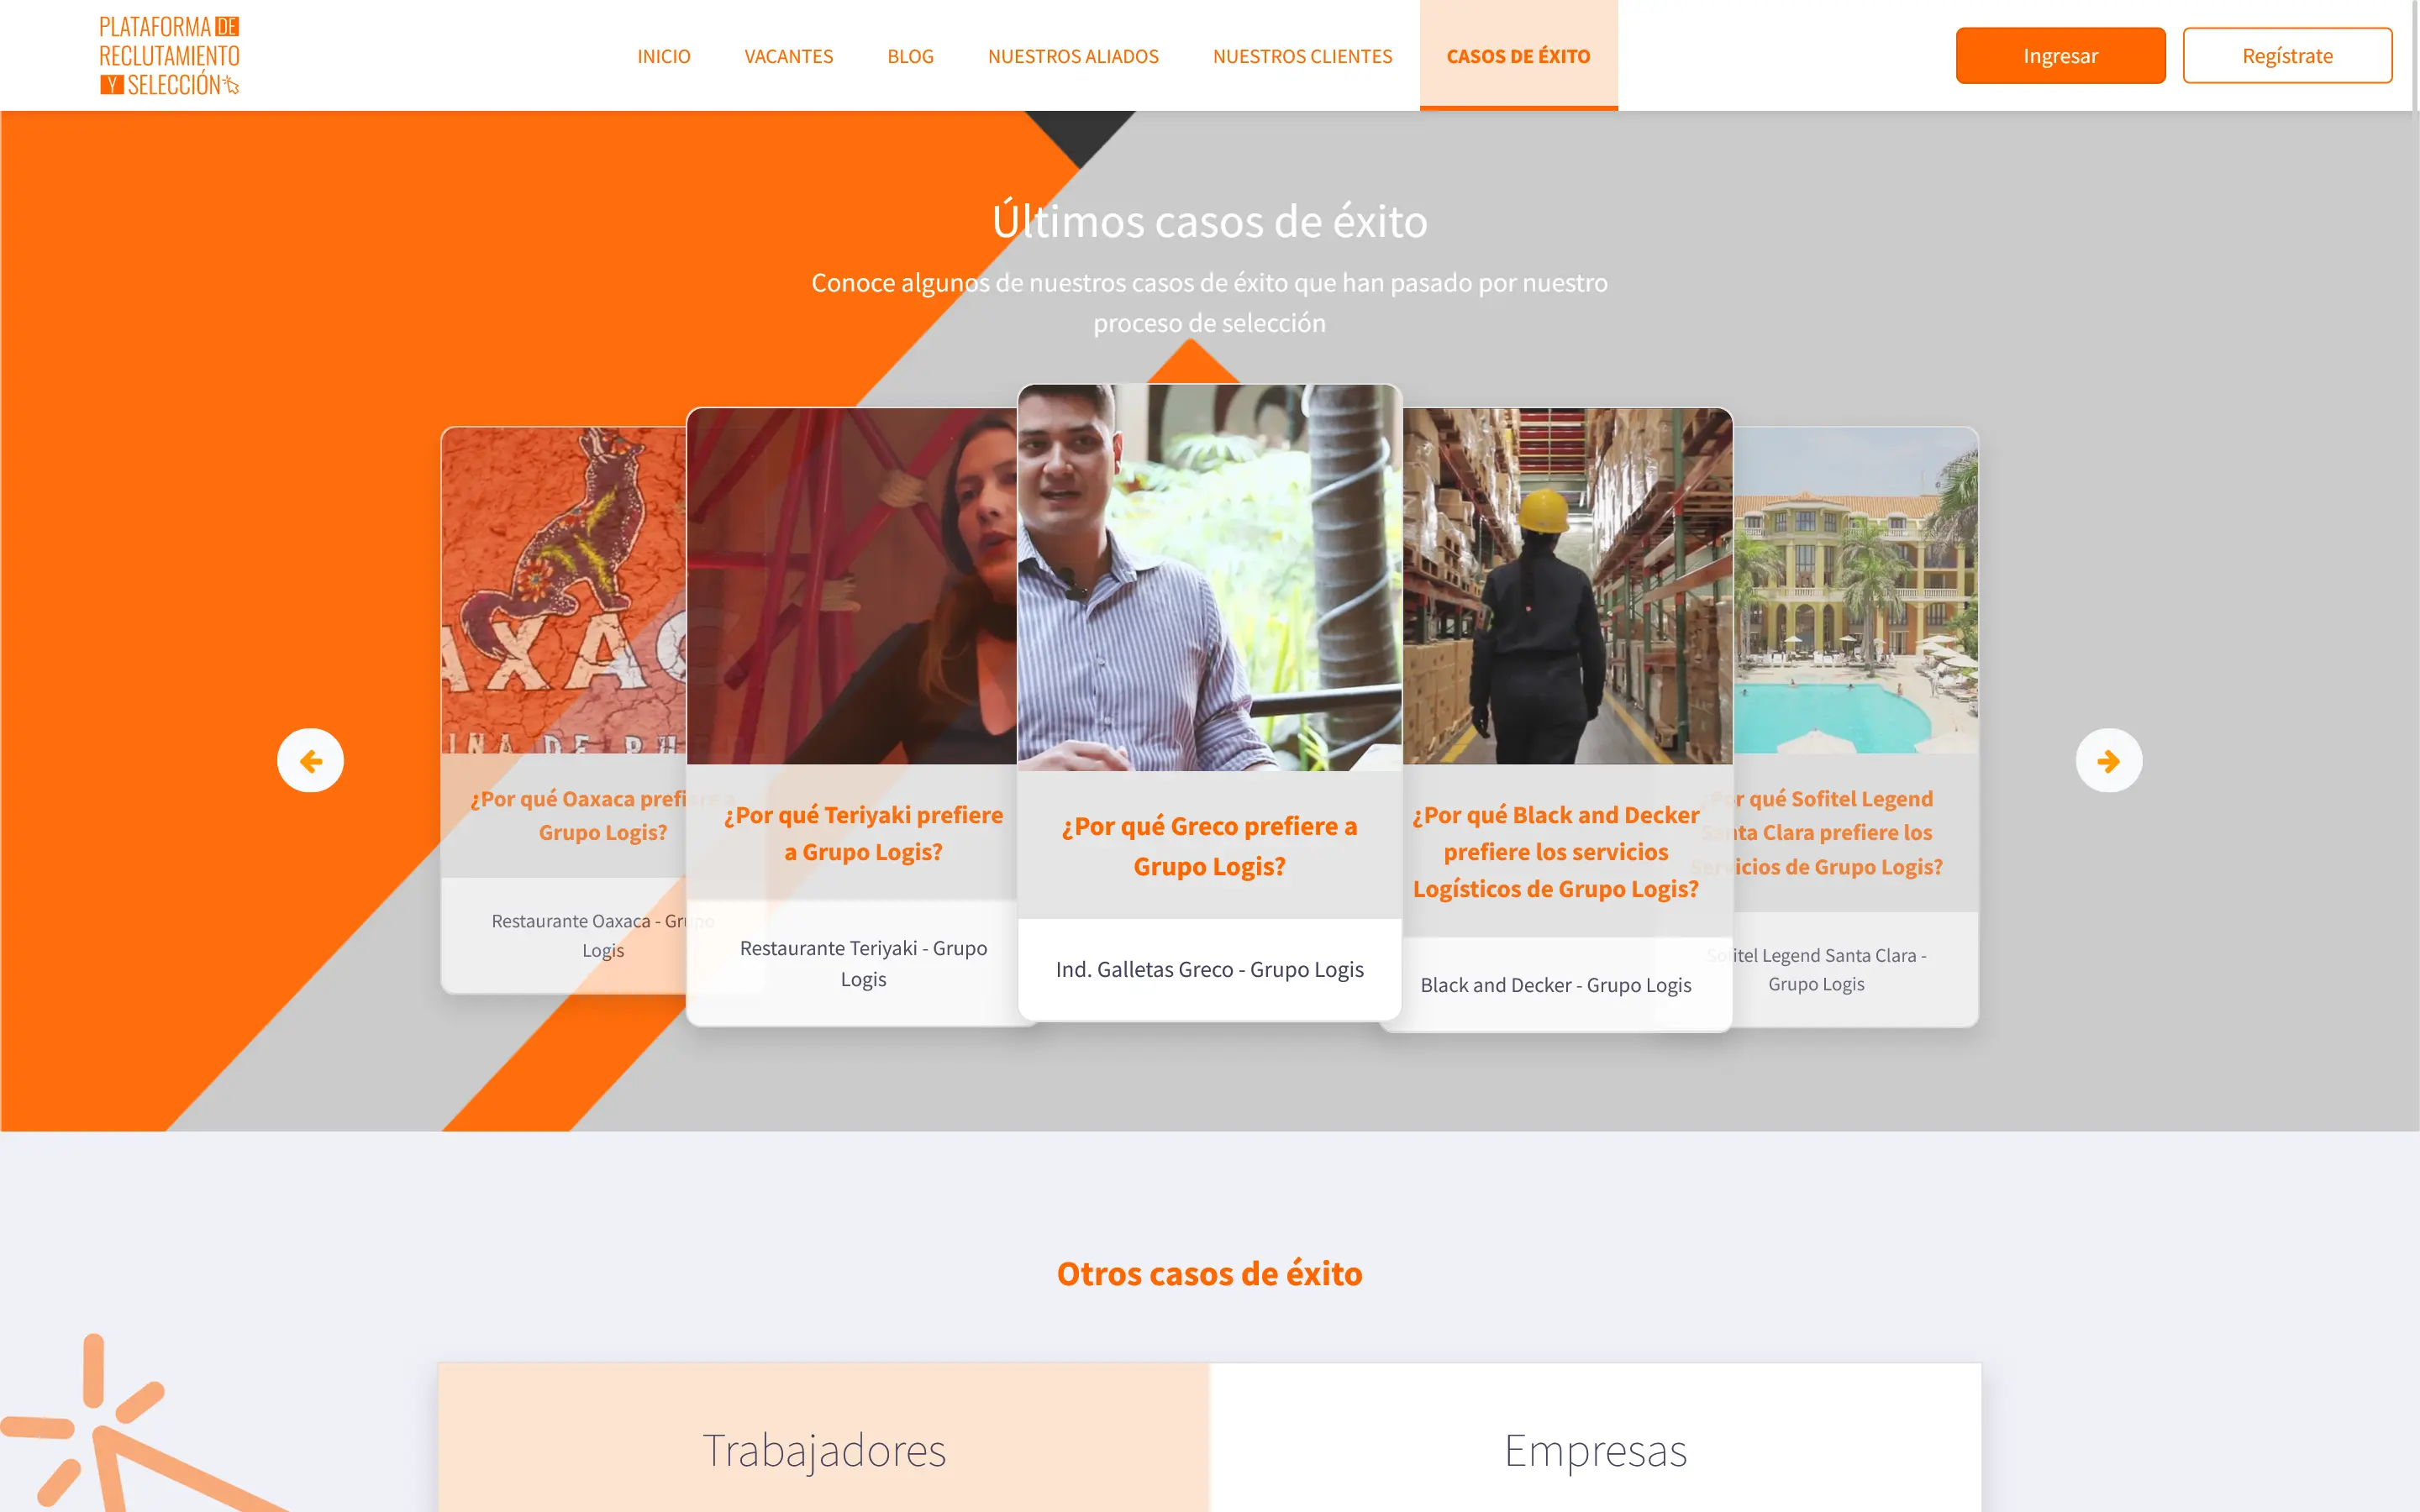 PLATAFORMA DE
RECLUTAMIENTO
Y SELECCIÓN
INICIO
VACANTES
BLOG
NUESTROS ALIADOS
NUESTROS CLIENTES
CASOS DE ÉXITO
Ingresar
Regístrate
Últimos casos de éxito
Conoce algunos de nuestros casos de éxito que han pasado por nuestro
proceso de selección
¿Por qué Oaxaca prefiere a
Grupo Logis?
Restaurante Oaxaca - Grupo
Logis
¿Por qué Teriyaki prefiere
a Grupo Logis?
Restaurante Teriyaki - Grupo
Logis
¿Por qué Greco prefiere a
Grupo Logis?
Ind. Galletas Greco - Grupo Logis
¿Por qué Black and Decker
prefiere los servicios
Logísticos de Grupo Logis?
Black and Decker - Grupo Logis
¿Por qué Sofitel Legend
Santa Clara prefiere los
Servicios de Grupo Logis?
Sofitel Legend Santa Clara -
Grupo Logis
Otros casos de éxito
Trabajadores
Empresas